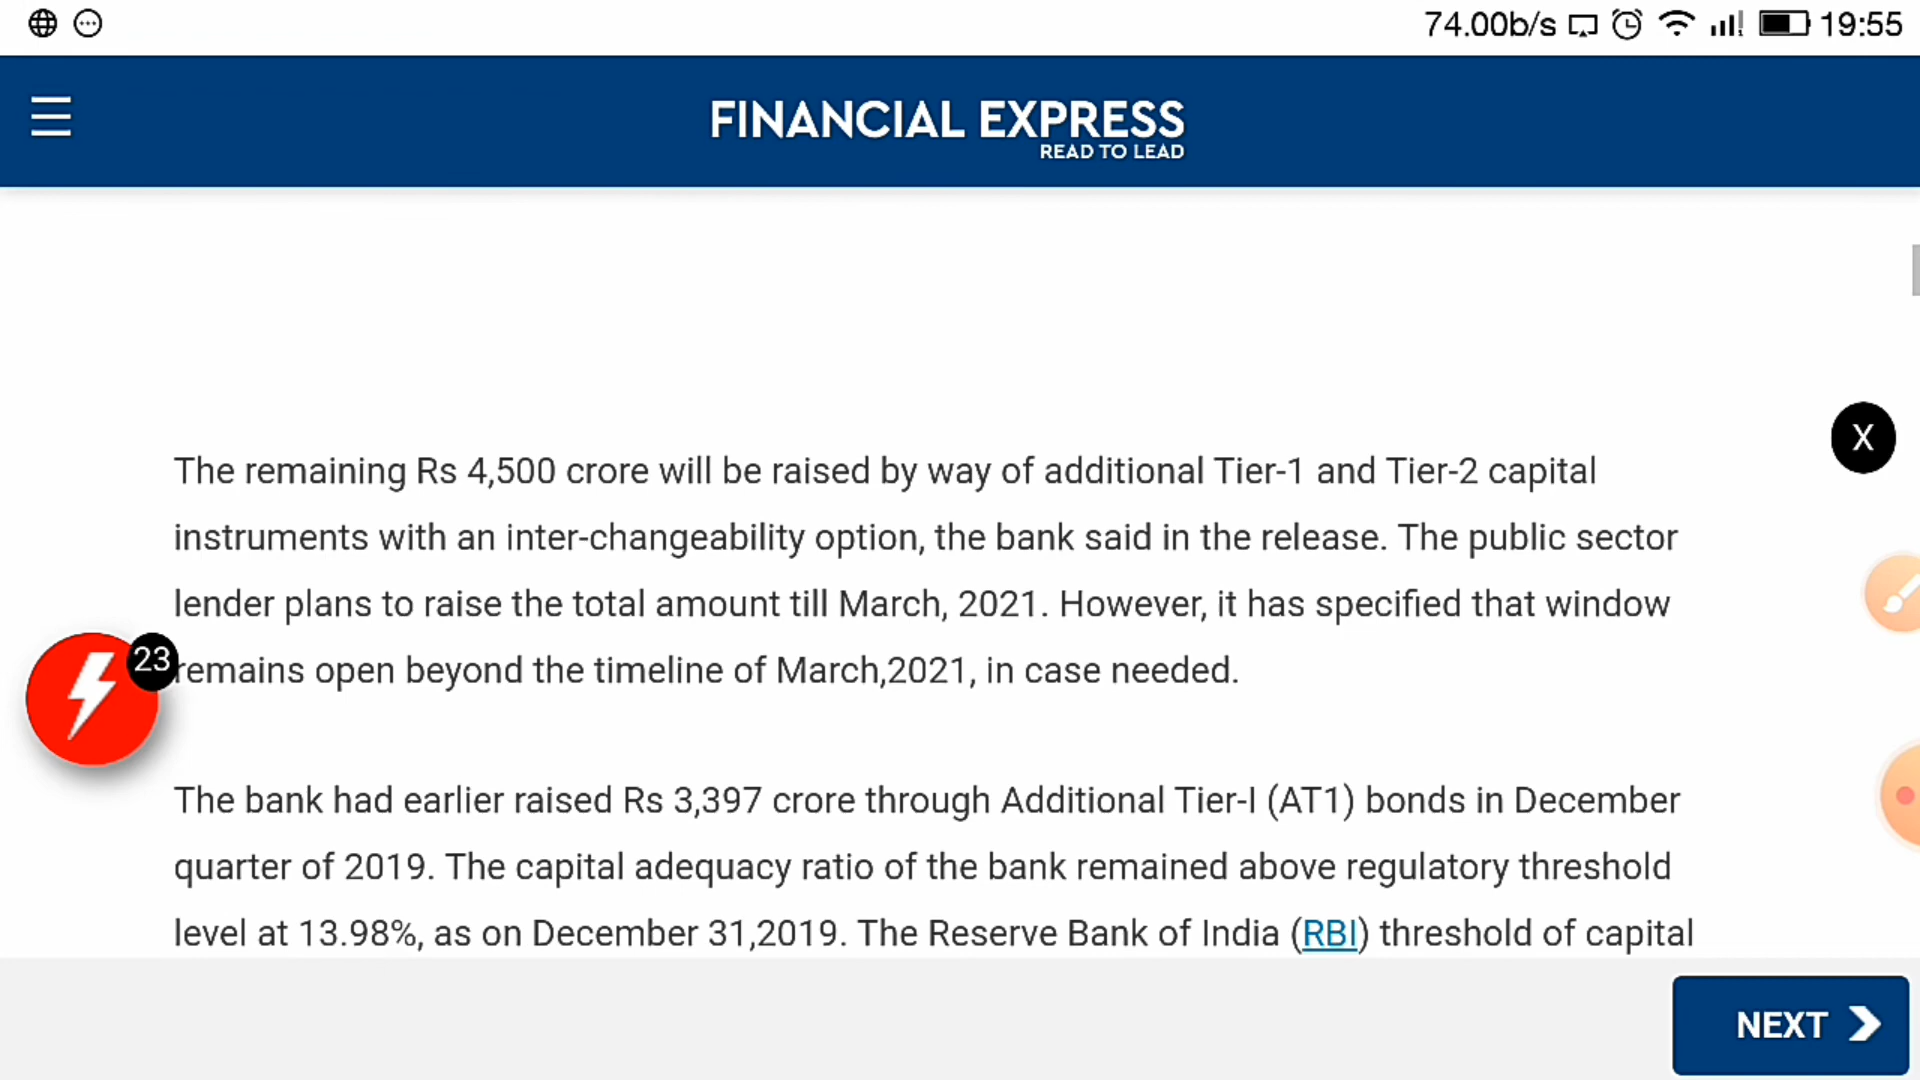 74.00b/s 19:55
FINANCIAL EXPRESS
READ TO LEAD
X
The remaining Rs 4,500 crore will be raised by way of additional Tier-1 and Tier-2 capital
instruments with an inter-changeability option, the bank said in the release. The public sector
lender plans to raise the total amount till March, 2021. However, it has specified that window
23
remains open beyond the timeline of March,2021, in case needed.
The bank had earlier raised Rs 3,397 crore through Additional Tier-I (AT1) bonds in December
quarter of 2019. The capital adequacy ratio of the bank remained above regulatory threshold
level at 13.98%, as on December 31,2019. The Reserve Bank of India (RBI) threshold of capital
NEXT